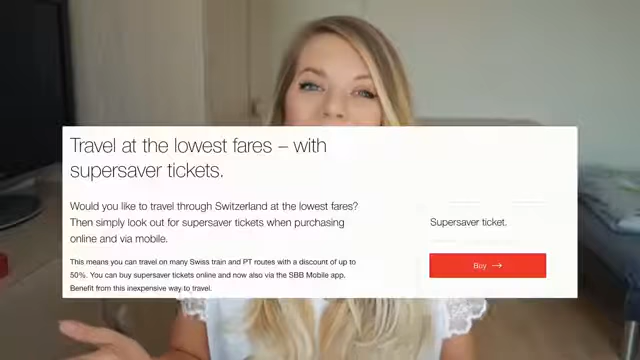 Travel at the lowest fares – with
supersaver tickets.
Would you like to travel through Switzerland at the lowest fares?
Then simply look out for supersaver tickets when purchasing
online and via mobile.
This means you can travel on many Swiss train and PT routes with a discount of up to
50%. You can buy supersaver tickets online and now also via the SBB Mobile app.
Benefit from this inexpensive way to travel.
Supersaver ticket.
Buy →